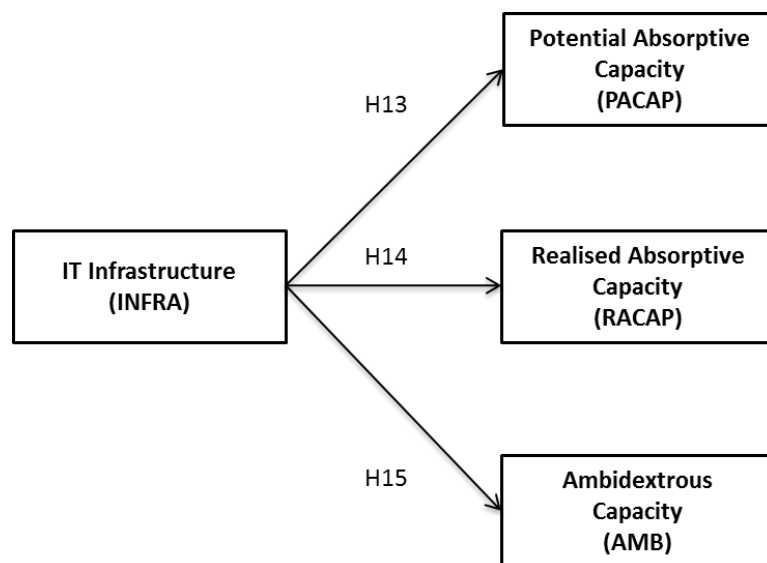 Potential Absorptive
Capacity
(PACAP)
H13
IT Infrastructure
(INFRA)
H14
Realised Absorptive
Capacity
(RACAP)
H15
Ambidextrous
Capacity
(AMB)